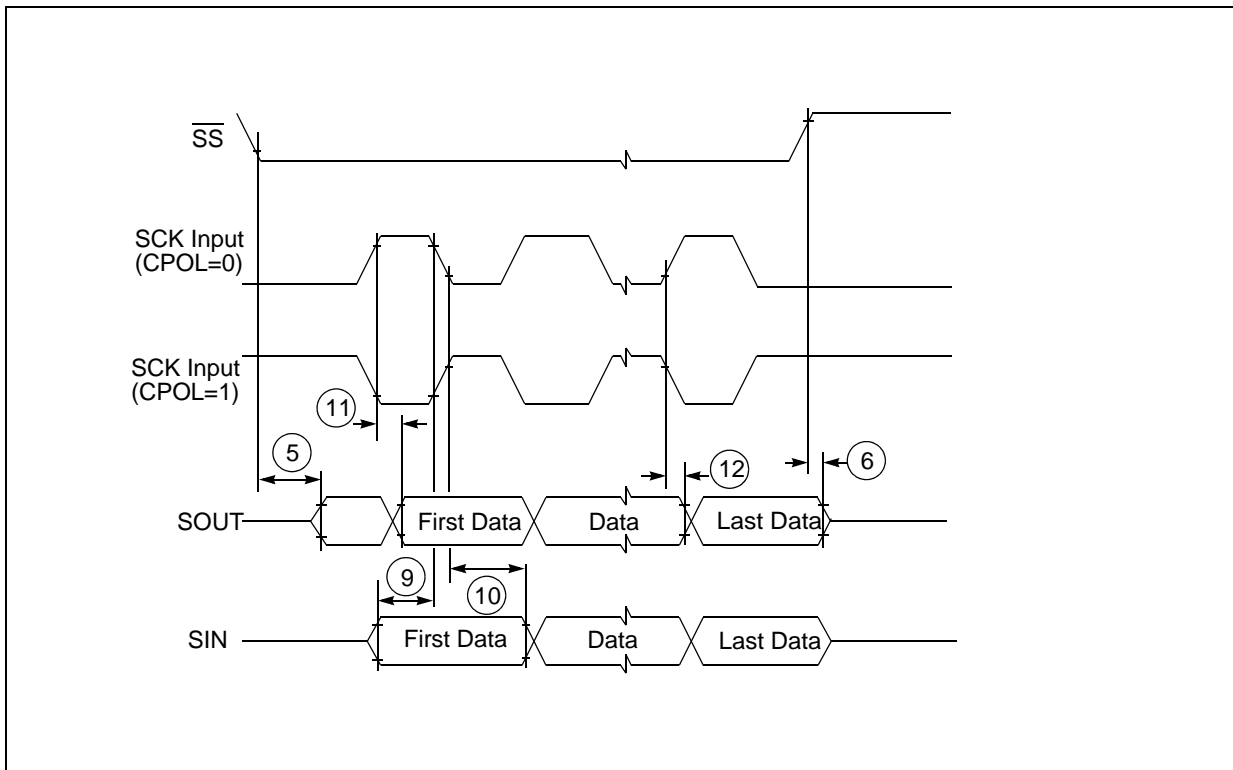 SS
SCK Input
(CPOL=0)
SCK Input
(CPOL=1)
11
5
12
6
SOUT
First Data
Data
Last Data
9
10
SIN
First Data
Data
Last Data